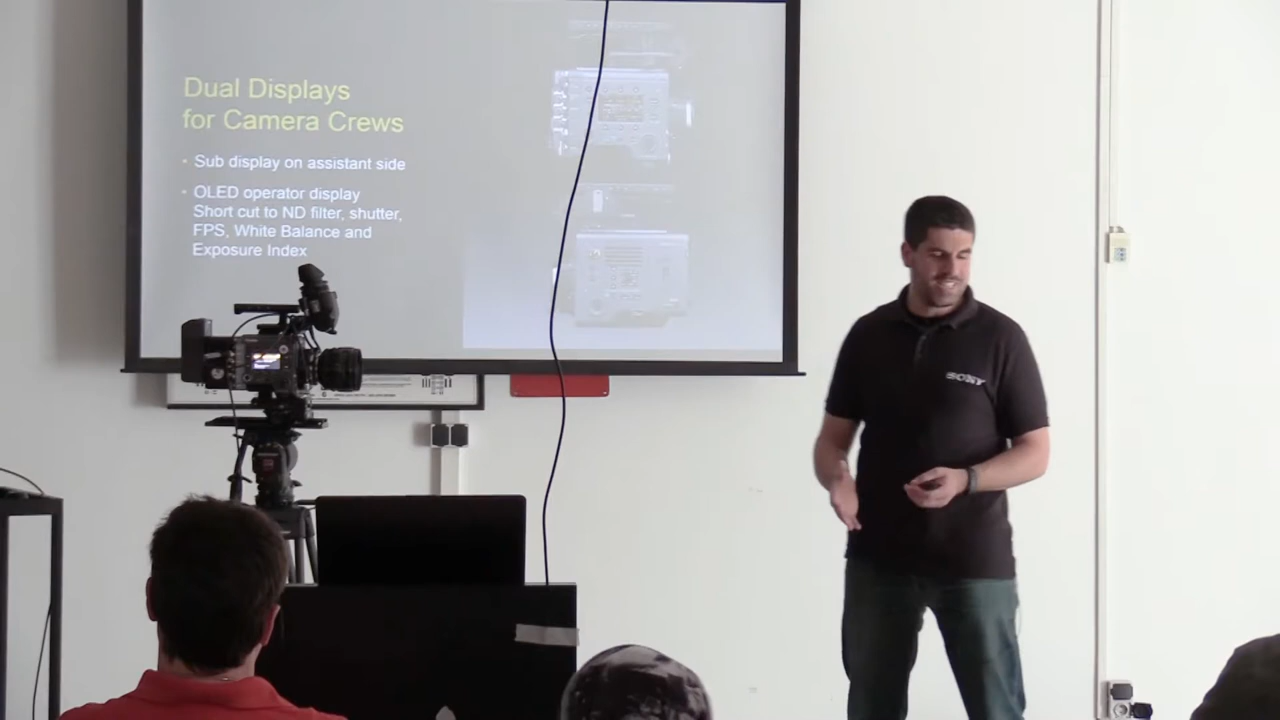 Dual Displays
for Camera Crews
• Sub display on assistant side
• OLED operator display
Short cut to ND filter, shutter,
FPS, White Balance and
Exposure Index
SONY